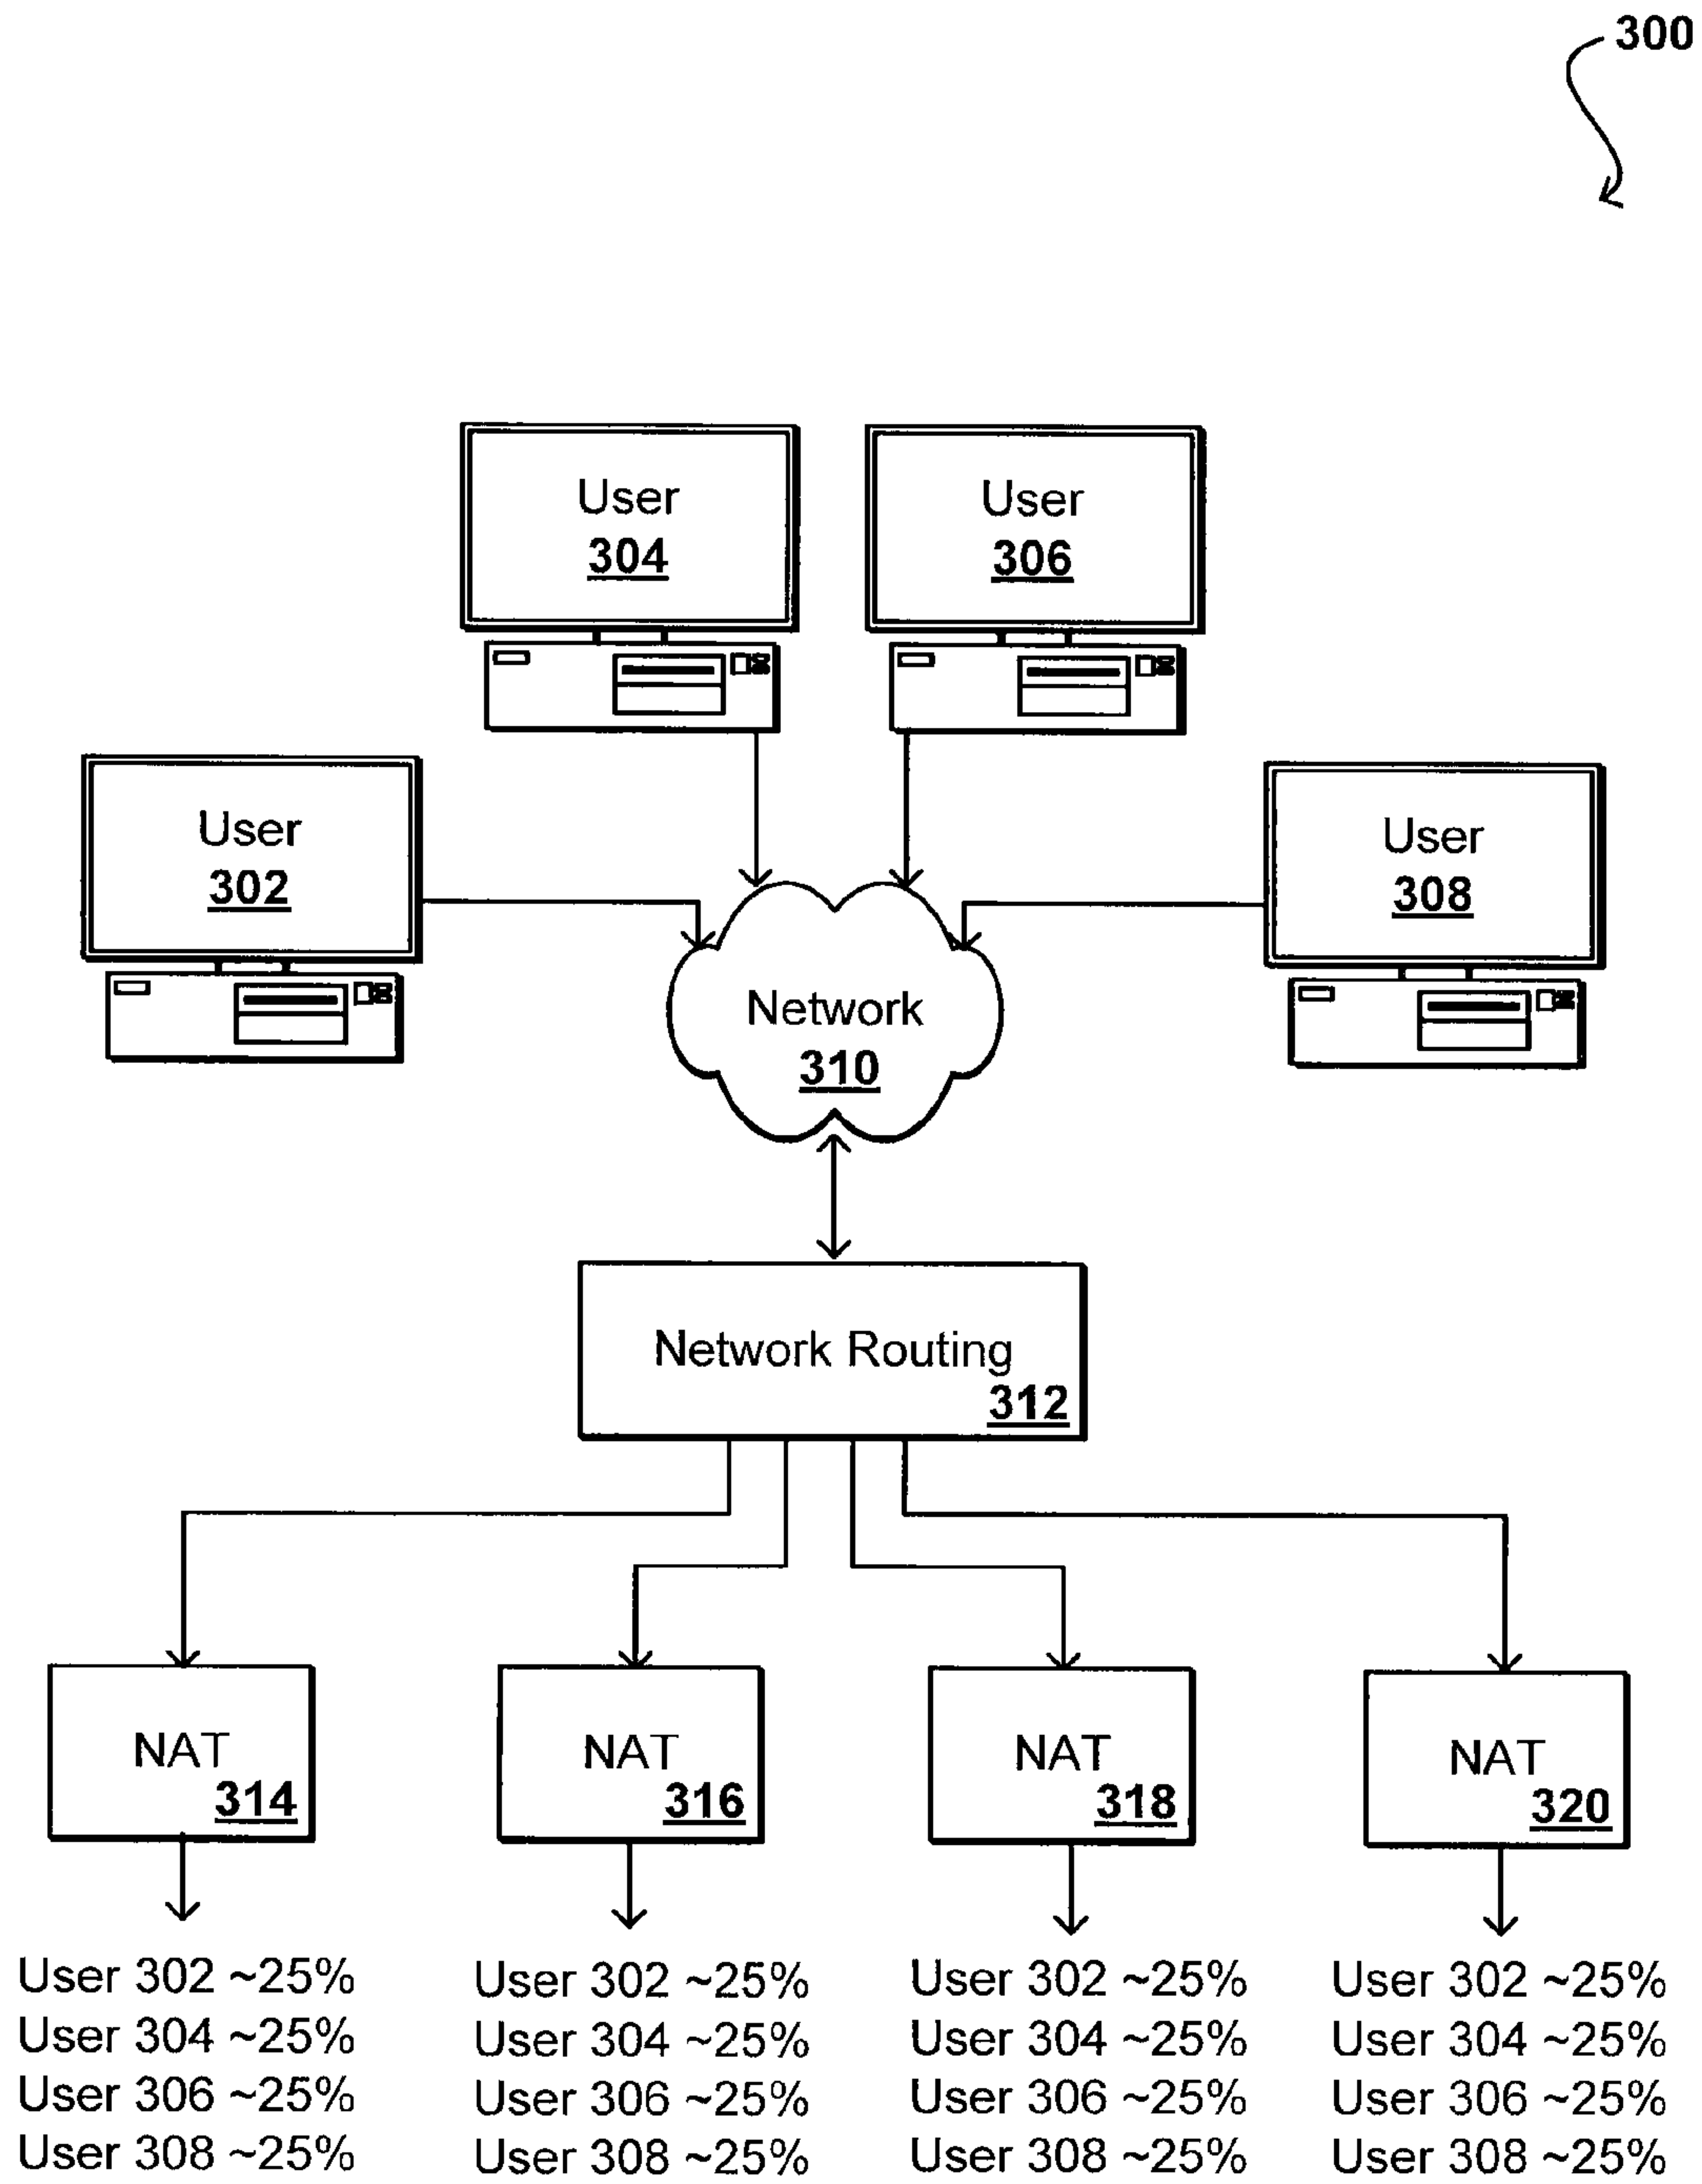 300
User
304
User
306
User
302
User
308
Network
310
Network Routing
312
NAT
314
NAT
316
NAT
318
NAT
320
User 302 ~25%
User 304 ~25%
User 306 ~25%
User 308 ~25%
User 302 ~25%
User 304 ~25%
User 306 ~25%
User 308 ~25%
User 302 ~25%
User 304 ~25%
User 306 ~25%
User 308 ~25%
User 302 ~25%
User 304 ~25%
User 306 ~25%
User 308 ~25%